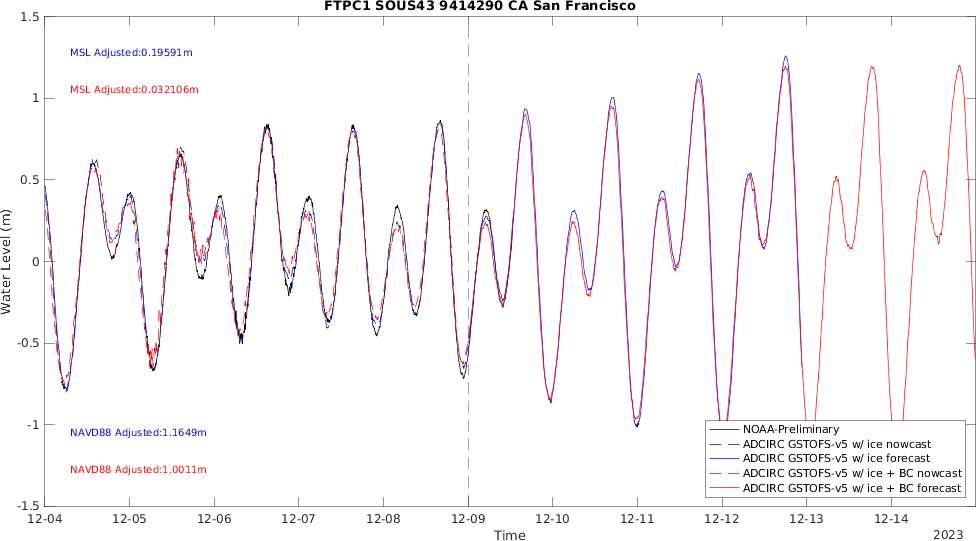 FTPC1 SOUS43 9414290 CA San Francisco
1.5
MSL Adjusted:0.19591m
MSL Adjusted:0.032106m
1
0.5
Water Level (m)
0
-0.5
-1
NAVD88 Adjusted:1.1649m
NAVD88 Adjusted:1.0011m
NOAA-Preliminary
ADCIRC GSTOFS-v5 w/ ice nowcast
ADCIRC GSTOFS-v5 w/ ice forecast
ADCIRC GSTOFS-v5 w/ ice + BC nowcast
ADCIRC GSTOFS-v5 w/ ice + BC forecast
-1.5
12-04 12-05 12-06 12-07 12-08 12-09 12-10 12-11 12-12 12-13 12-14
Time
2023